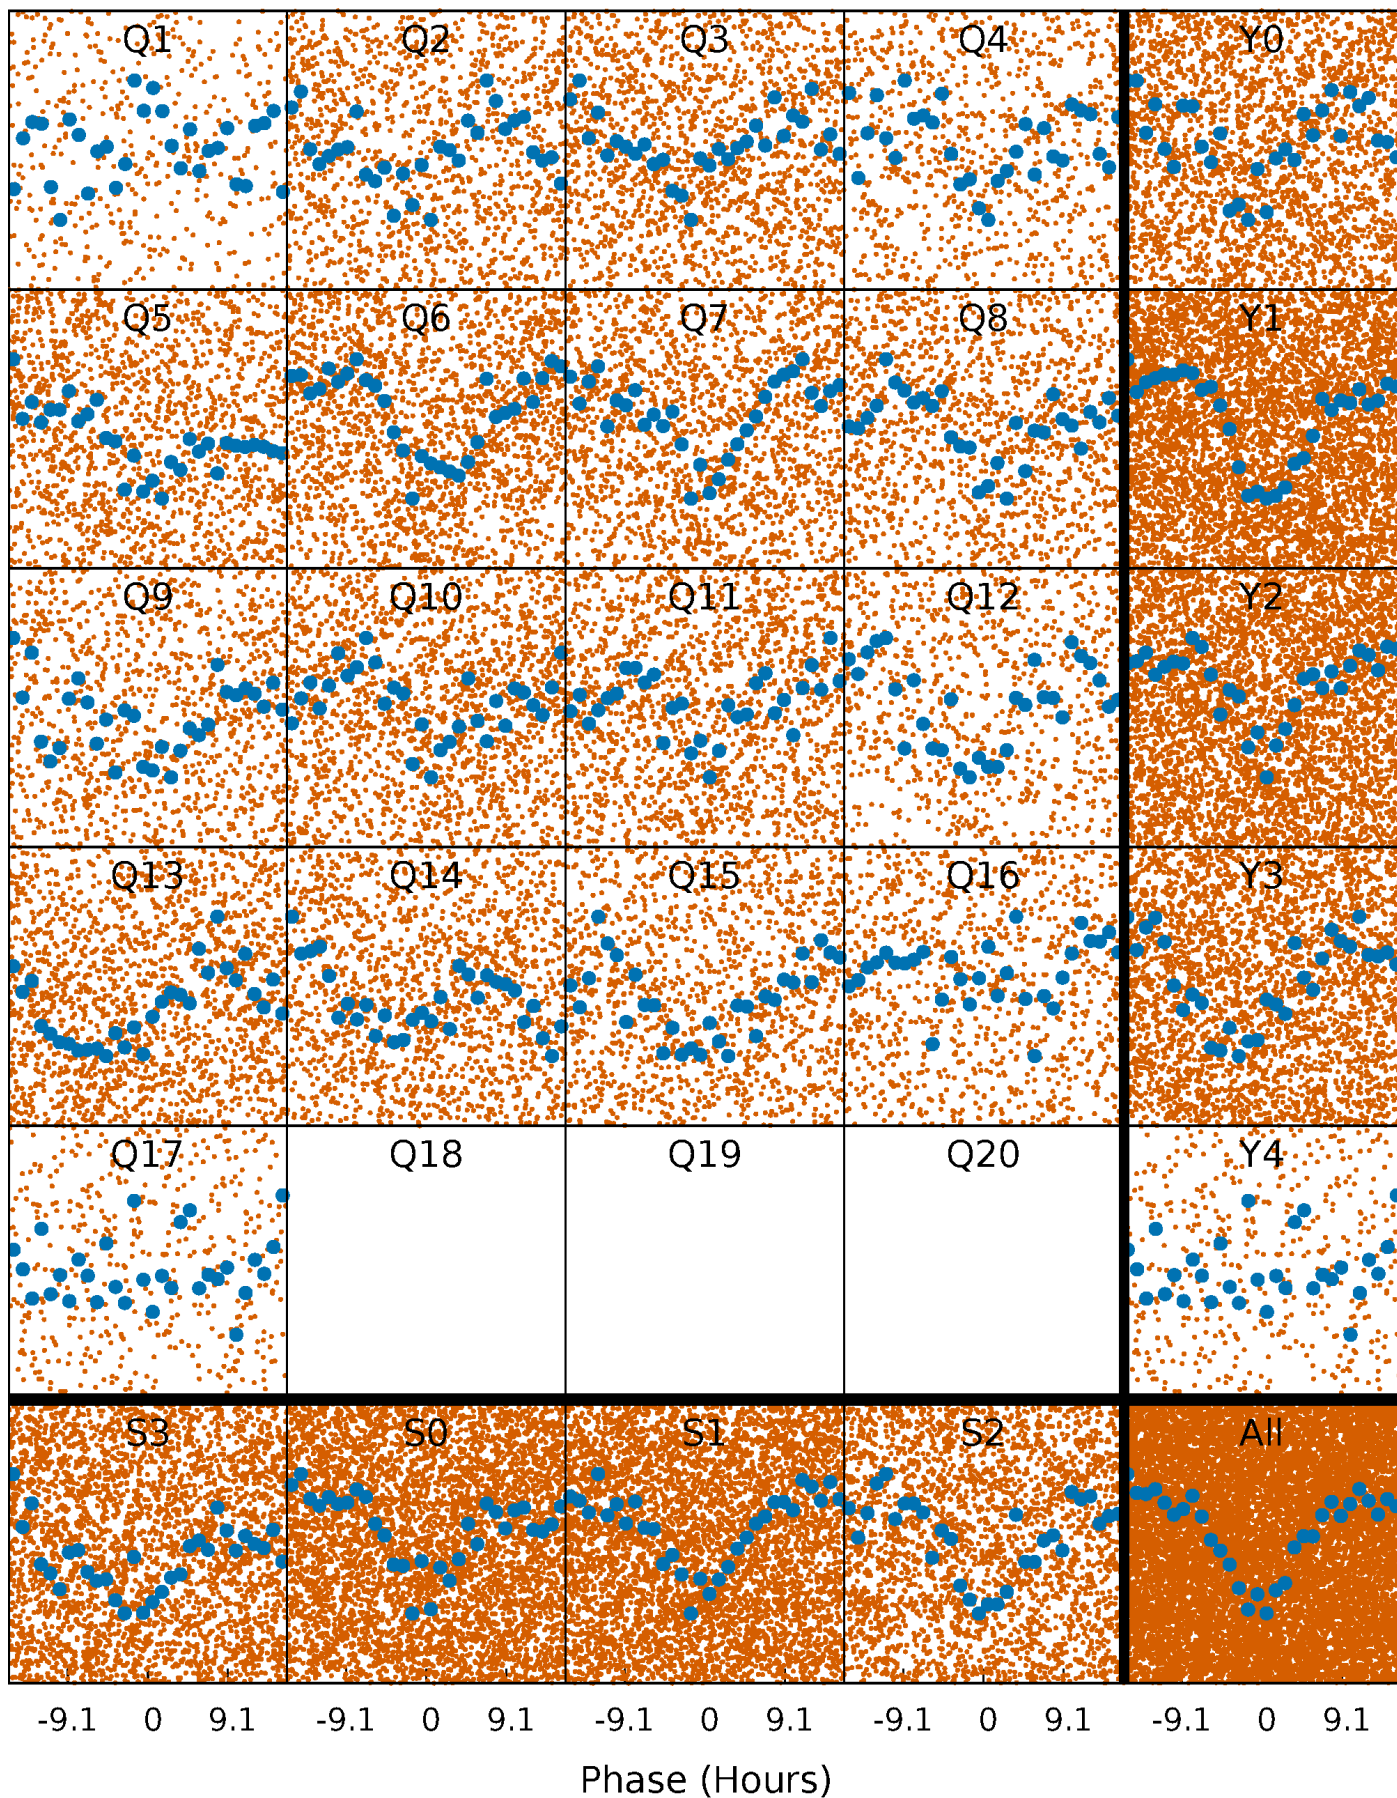 Q1 Q2 Q3 Q4 Y0
Q5 Q6 Q7 Q8 Y1
Q9 Q10 Q11 Q12 Y2
Q13 Q14 Q15 Q16 Y3
Q17 Q18 Q19 Q20 Y4
S3 S0 S1 S2 All
-9.1 0 9.1 -9.1 0 9.1 -9.1 0 9.1 -9.1 0 9.1 -9.1 0 9.1
Phase (Hours)